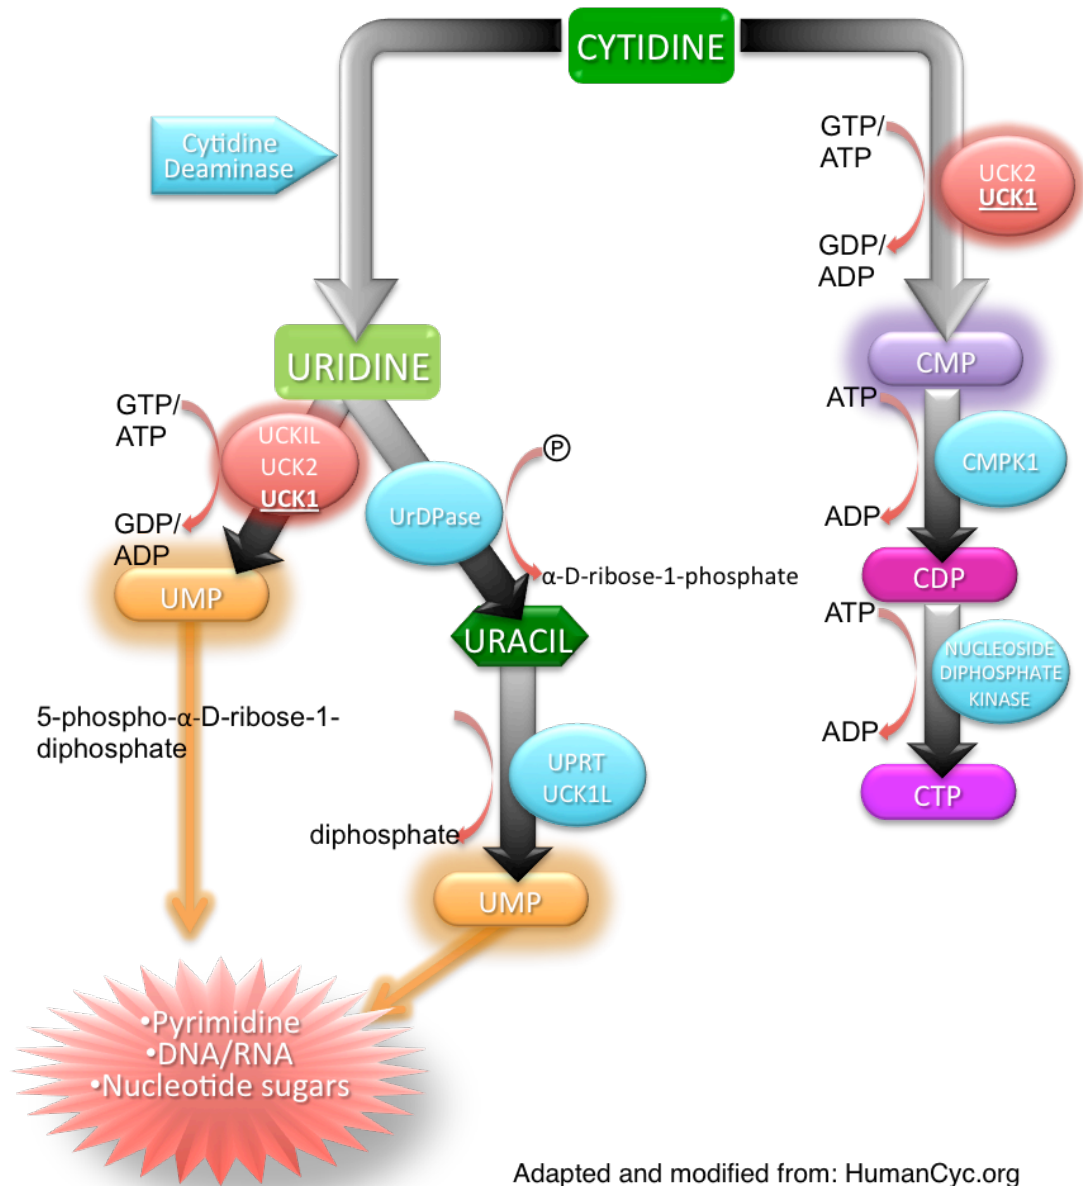 CYTIDINE
Cytidine
Deaminase
GTP/
ATP
UCK2
UCK1
GDP/
ADP
URIDINE
CMP
GTP/
ATP
UCKIL
UCK2
UCK1
GDP/
ADP
UMP
P
UrDPase
α-D-ribose-1-phosphate
ATP
CMPK1
ADP
CDP
URACIL
ATP
NUCLEOSIDE
DIPHOSPHATE
KINASE
ADP
CTP
5-phospho-α-D-ribose-1-
diphosphate
UPRT
UCK1L
diphosphate
UMP
•Pyrimidine
•DNA/RNA
•Nucleotide sugars
Adapted and modified from: HumanCyc.org